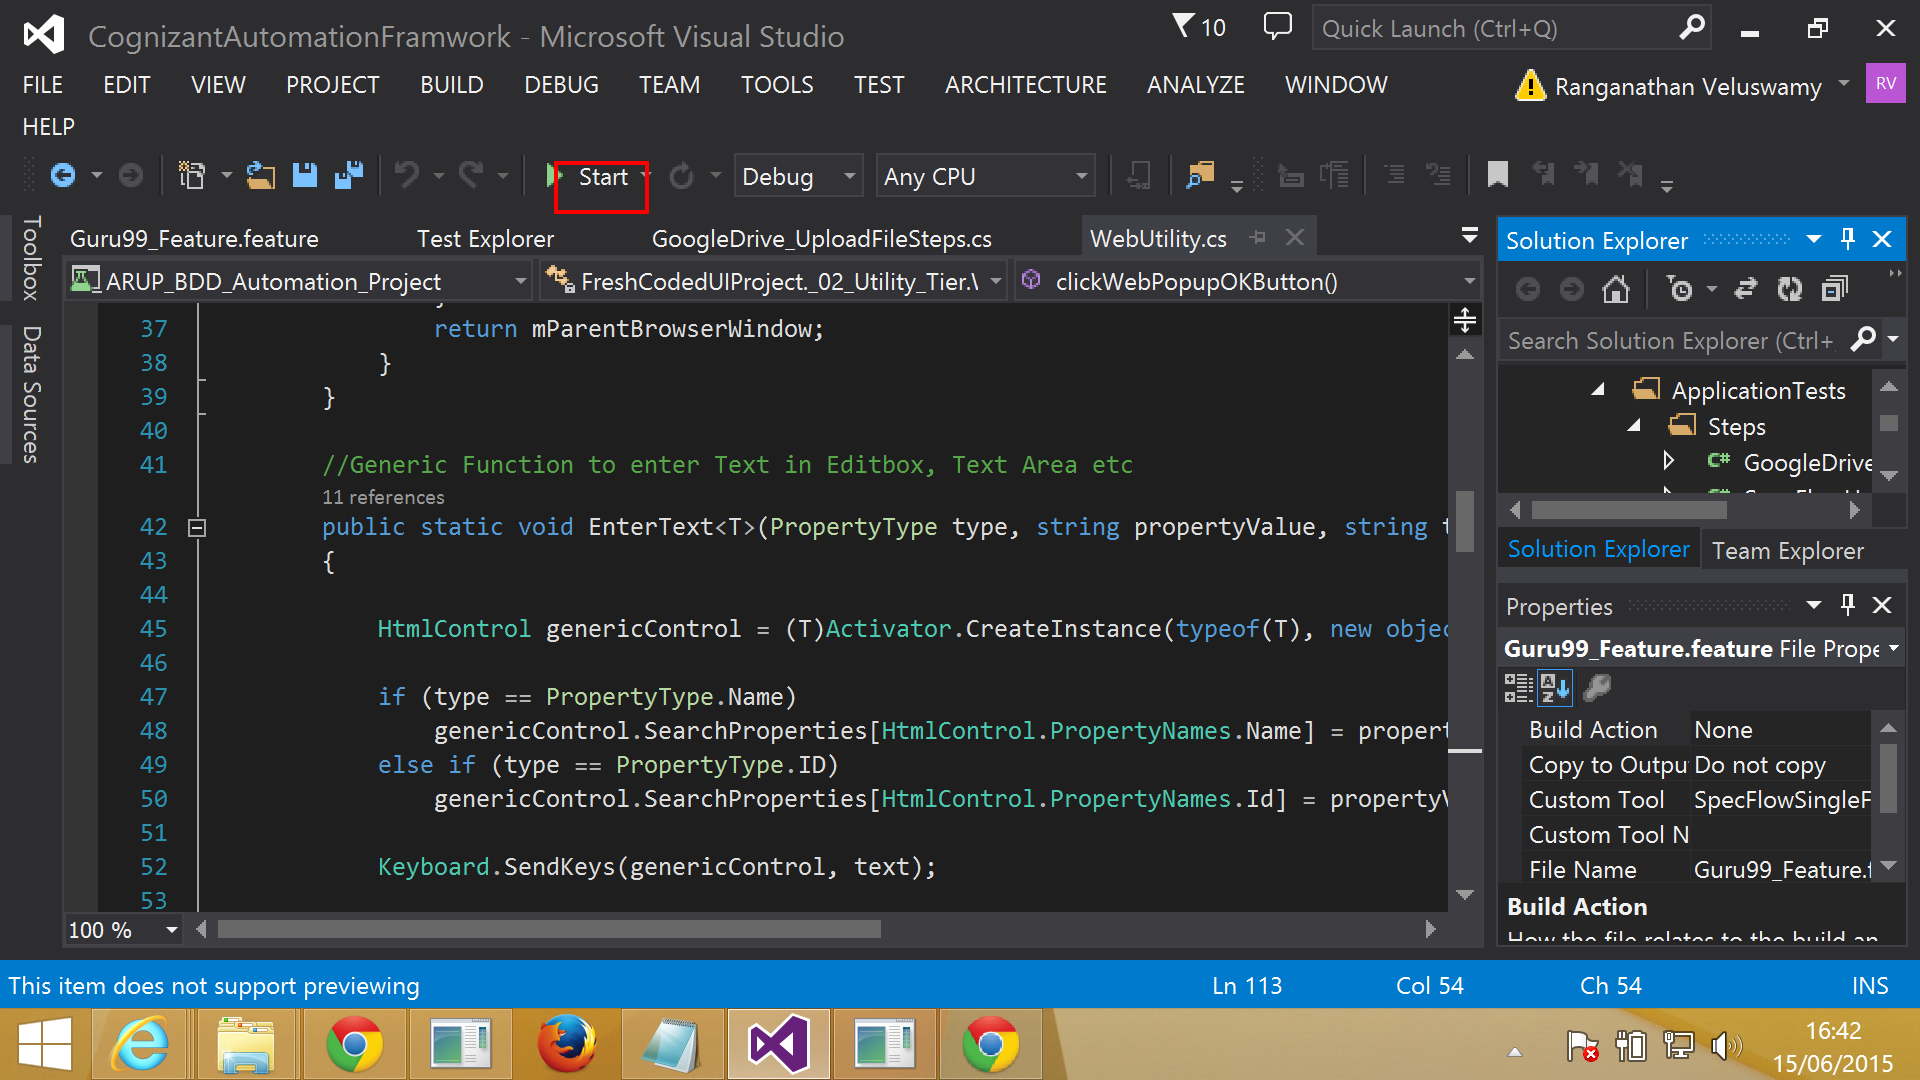 CognizantAutomationFramwork - Microsoft Visual Studio
10
Quick Launch (Ctrl+Q)
FILE EDIT VIEW PROJECT BUILD DEBUG TEAM TOOLS TEST ARCHITECTURE ANALYZE WINDOW
Ranganathan Veluswamy
RV
HELP
Start
Debug
Any CPU
Toolbox
Data Sources
Guru99_Feature.feature
Test Explorer
GoogleDrive_UploadFileSteps.cs
WebUtility.cs
ARUP_BDD_Automation_Project
FreshCodedUIProject._02_Utility_Tier.\
clickWebPopupOKButton()
37 return mParentBrowserWindow;
38 }
39 }
40
41 //Generic Function to enter Text in Editbox, Text Area etc
11 references
42 public static void EnterText<T>(PropertyType type, string propertyValue, string t
43 {
44
45 HtmlControl genericControl = (T)Activator.CreateInstance(typeof(T), new objec
46
47 if (type == PropertyType.Name)
48 genericControl.SearchProperties[HtmlControl.PropertyNames.Name] = propert
49 else if (type == PropertyType.ID)
50 genericControl.SearchProperties[HtmlControl.PropertyNames.Id] = propertyV
51
52 Keyboard.SendKeys(genericControl, text);
53
100 %
Solution Explorer
Search Solution Explorer (Ctrl+
ApplicationTests
Steps
C# GoogleDrive
Solution Explorer
Team Explorer
Properties
Guru99_Feature.feature File Prope
Build Action None
Copy to Outpu Do not copy
Custom Tool SpecFlowSingleF
Custom Tool N
File Name Guru99_Feature.f
Build Action
How the file relates to the build an
This item does not support previewing
Ln 113
Col 54
Ch 54
INS
16:42
15/06/2015